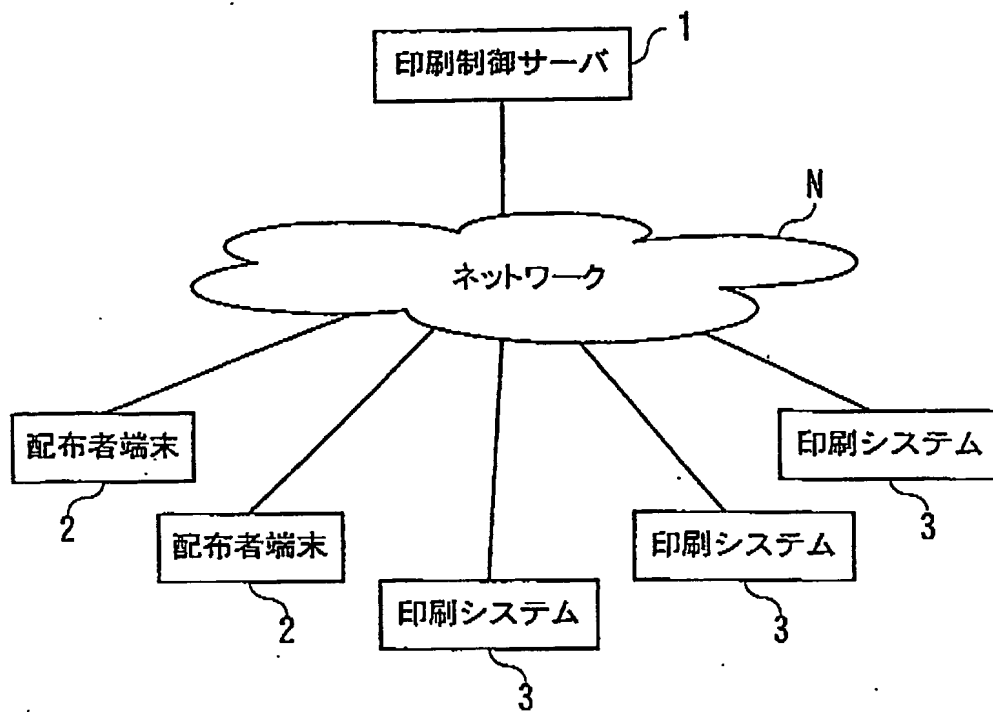 1
印刷制御サーバ
N
ネットワーク
配布者端末
2
配布者端末
2
印刷システム
3
印刷システム
3
印刷システム
3